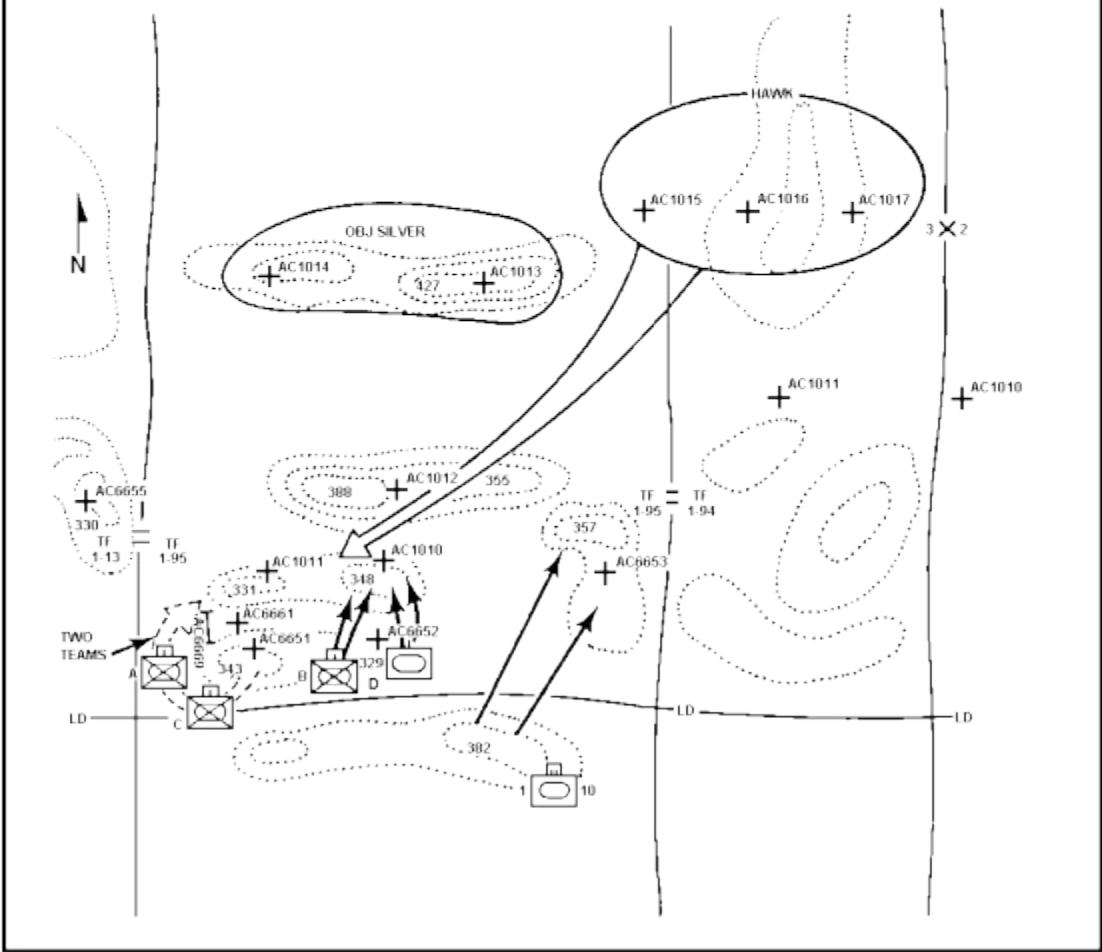 HAWK
AC1015
AC1016
AC1017
3 2
OBJ SILVER
N
AC1014
AC1013
427
AC1011
AC1010
AC6655
330
TF
1-13
TF
1-95
388
AC1012
355
TF
1-95
TF
1-94
357
AC1011
AC1010
AC6653
331
348
AC6661
AC6651
AC6652
AC6669
TWO
TEAMS
343
329
A
B
D
C
LD
LD
LD
382
1 10